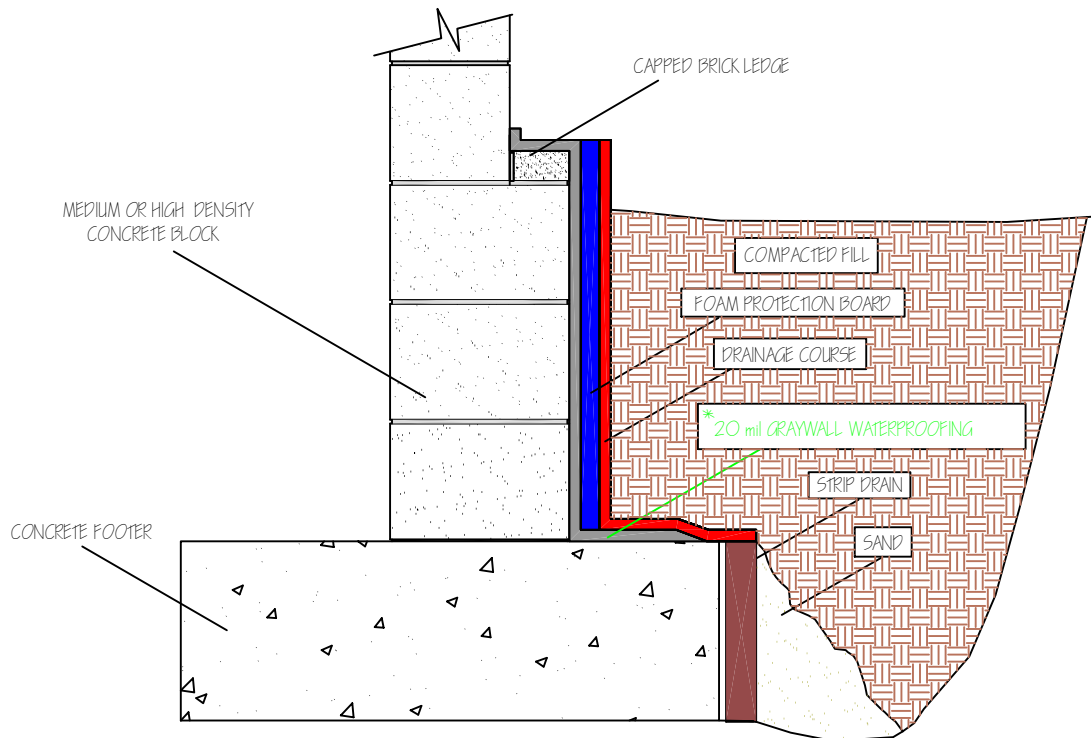 CAPPED BRICK LEDGE
MEDIUM OR HIGH DENSITY
CONCRETE BLOCK
COMPACTED FILL
FOAM PROTECTION BOARD
DRAINAGE COURSE
* 20 mil GRAYWALL WATERPROOFING
STRIP DRAIN
CONCRETE FOOTER
SAND